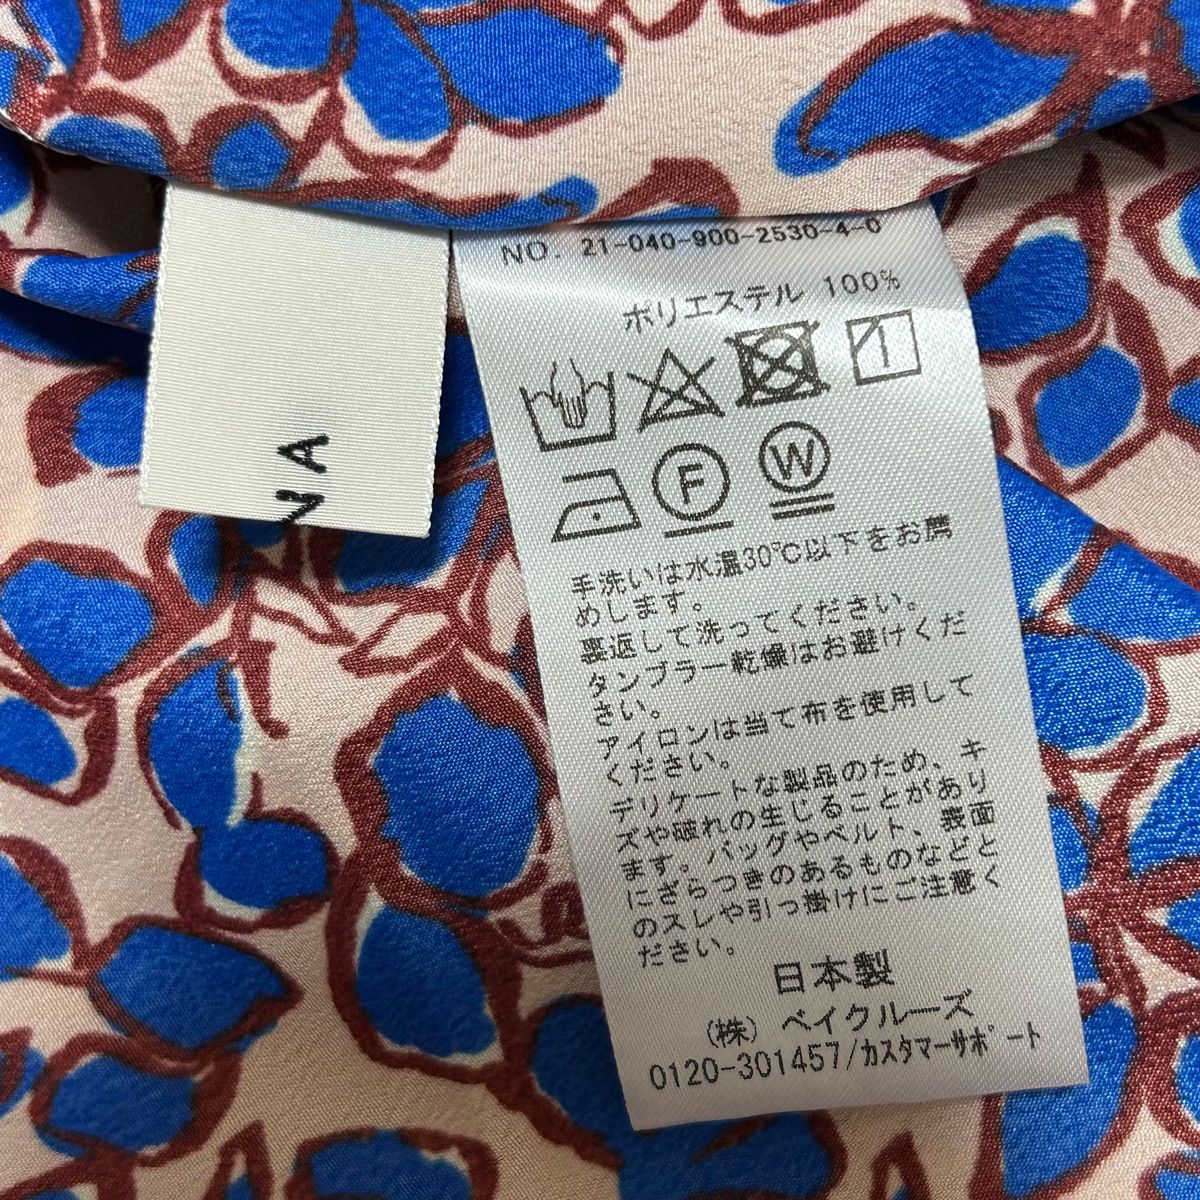 NA
NO. 21-040-900-2530-4-0
ポリエステル 100%
F
W
手洗いは水温30℃以下をお薦
めします。
裏返して洗ってください。
タンブラー乾燥はお避けくだ
さい。
アイロンは当て布を使用して
ください。
デリケートな製品のため、キ
ズや破れの生じることがあり
ます。バッグやベルト、表面
にざらつきのあるものなどと
のスレや引っ掛けにご注意く
ださい。
日本製
(株) ベイクルーズ
0120-301457/カスタマーサポート